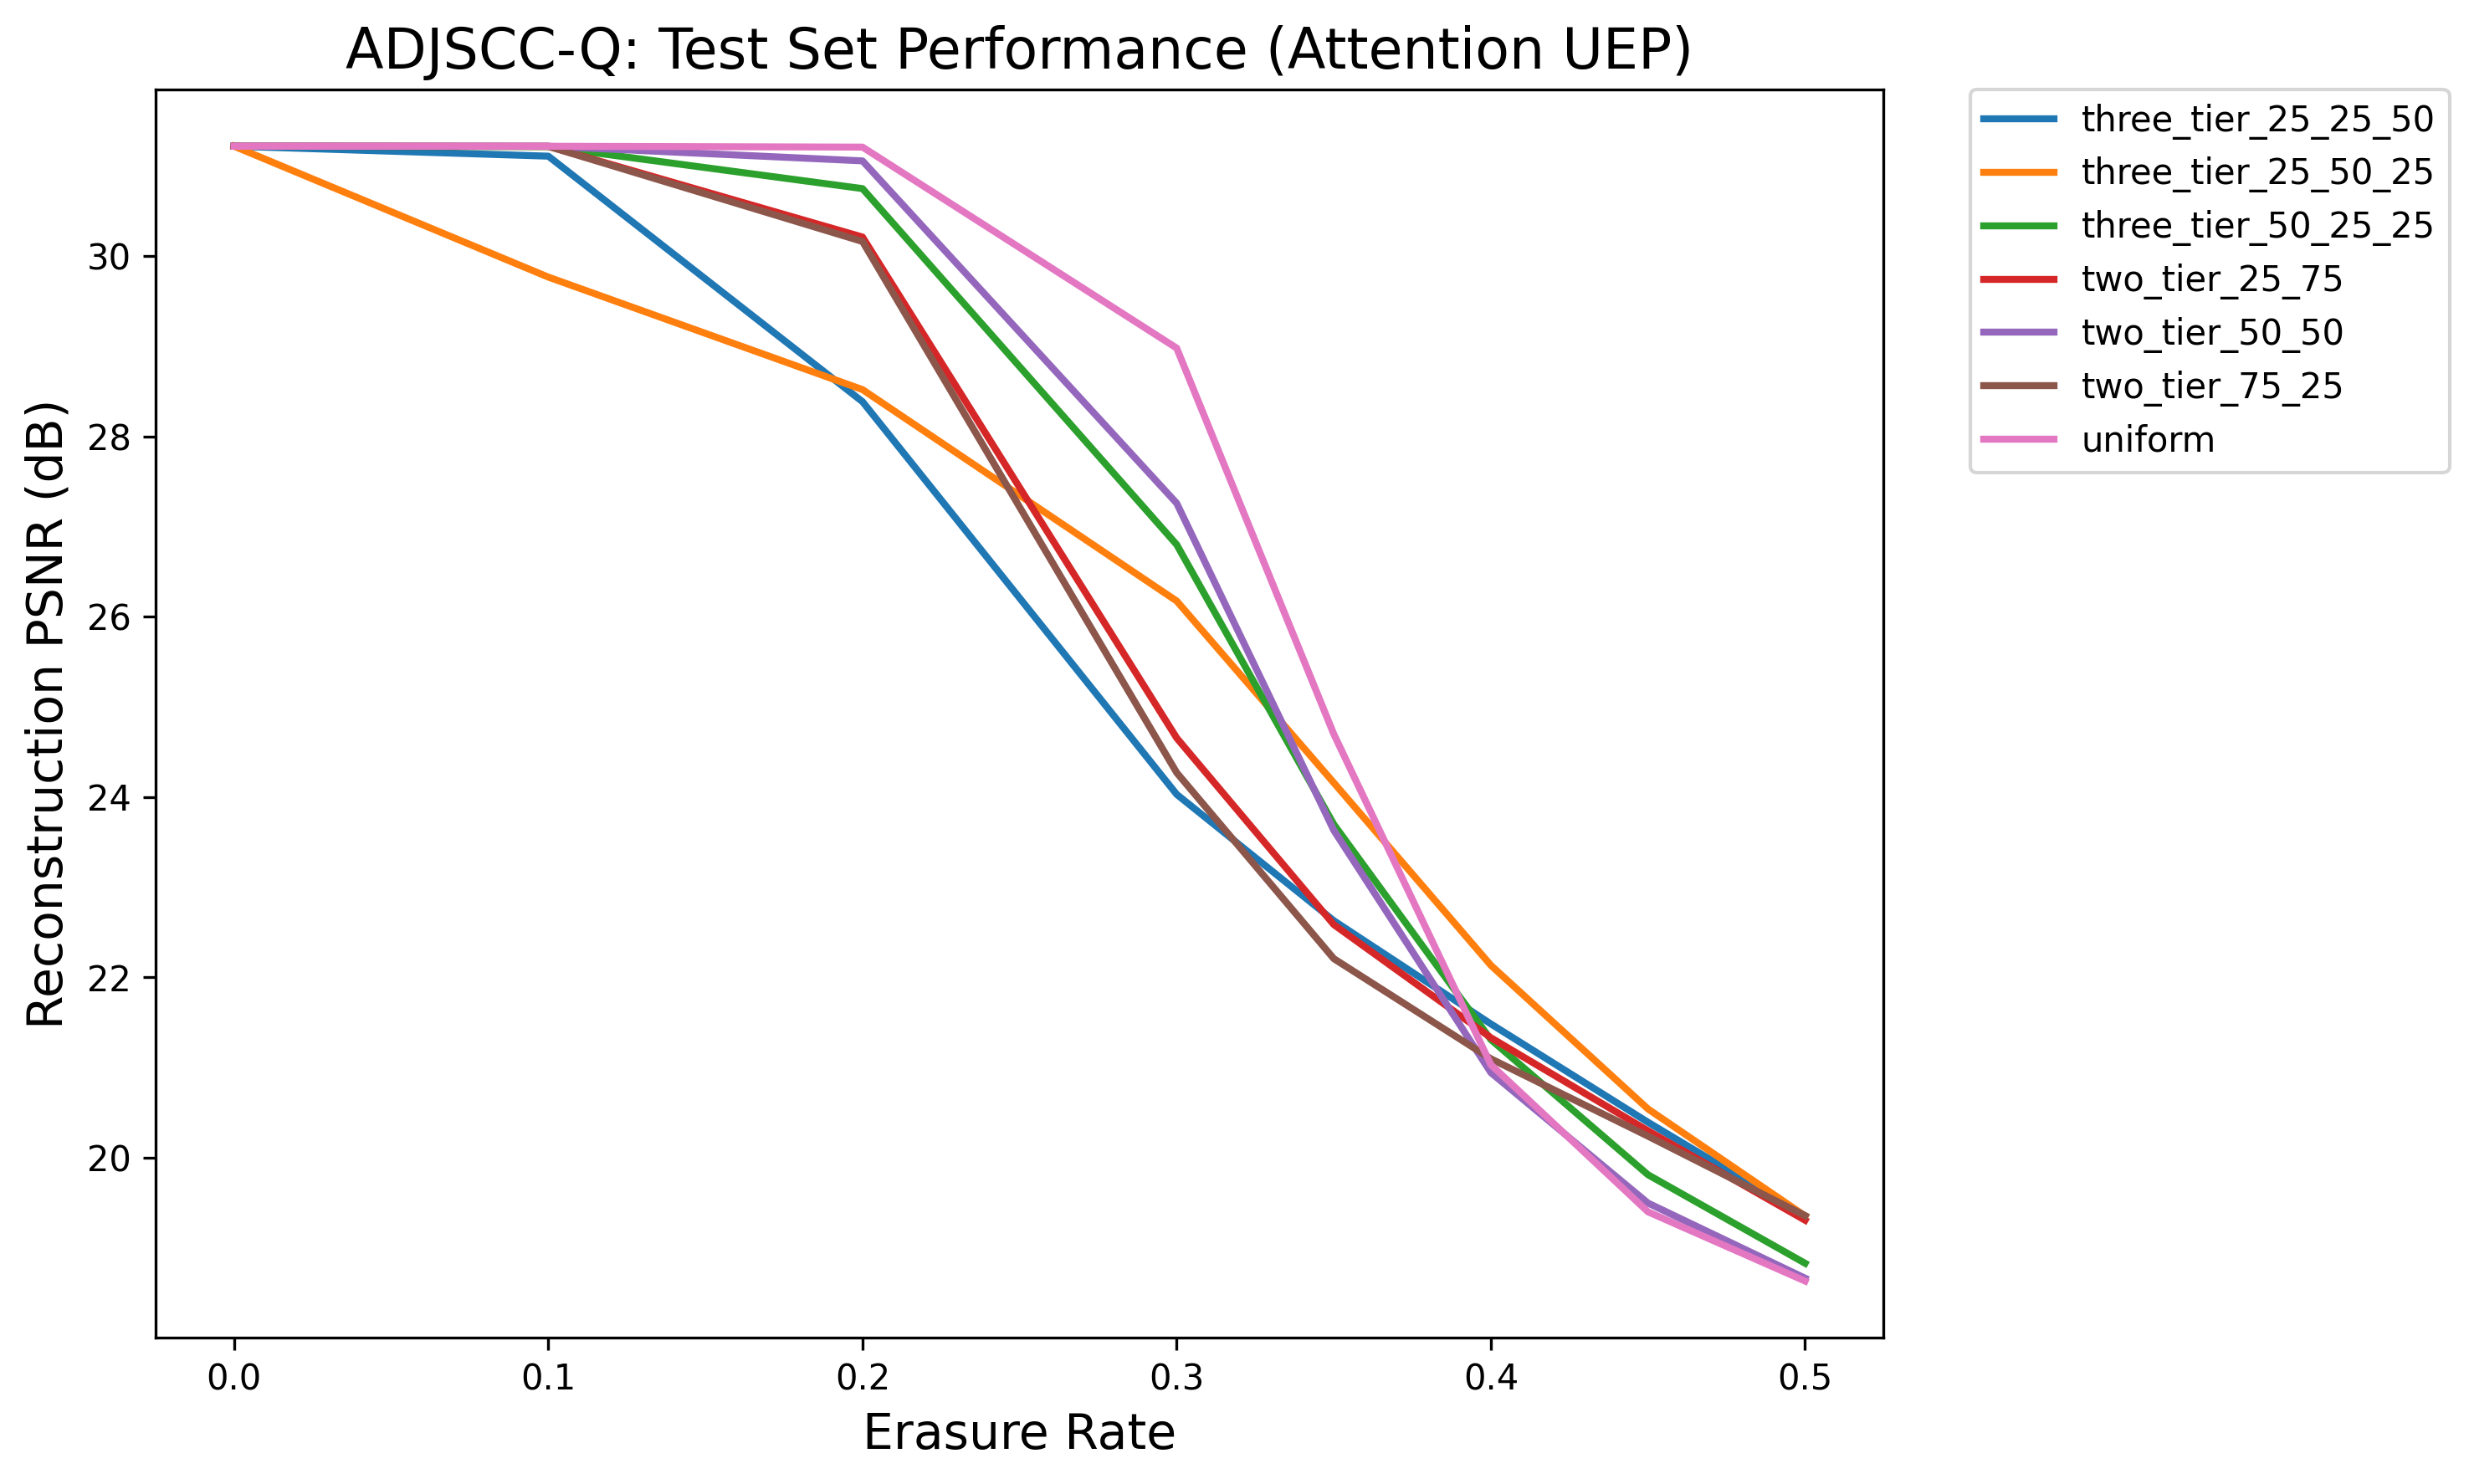 ADJSCC-Q: Test Set Performance (Attention UEP)
Reconstruction PSNR (dB)
30
28
26
24
22
20
0.0 0.1 0.2 0.3 0.4 0.5
Erasure Rate
three_tier_25_25_50
three_tier_25_50_25
three_tier_50_25_25
two_tier_25_75
two_tier_50_50
two_tier_75_25
uniform